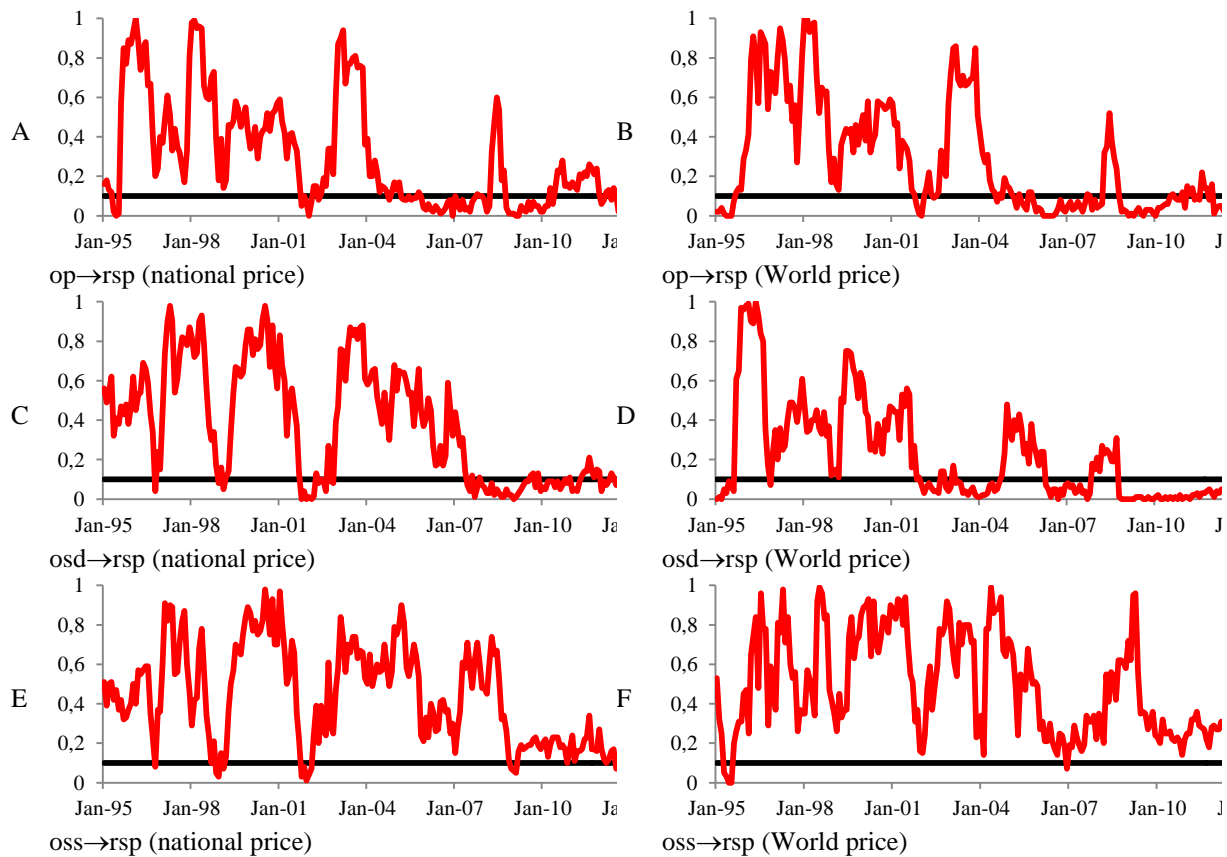 1
0,8
0,6
0,4
0,2
0
A
Jan-95 Jan-98 Jan-01 Jan-04 Jan-07 Jan-10 Ja
op→rsp (national price)
1
0,8
0,6
0,4
0,2
0
B
Jan-95 Jan-98 Jan-01 Jan-04 Jan-07 Jan-10 J
op→rsp (World price)
1
0,8
0,6
0,4
0,2
0
C
Jan-95 Jan-98 Jan-01 Jan-04 Jan-07 Jan-10 Ja
osd→rsp (national price)
1
0,8
0,6
0,4
0,2
0
D
Jan-95 Jan-98 Jan-01 Jan-04 Jan-07 Jan-10 J
osd→rsp (World price)
1
0,8
0,6
0,4
0,2
0
E
Jan-95 Jan-98 Jan-01 Jan-04 Jan-07 Jan-10 Ja
oss→rsp (national price)
1
0,8
0,6
0,4
0,2
0
F
Jan-95 Jan-98 Jan-01 Jan-04 Jan-07 Jan-10 J
oss→rsp (World price)